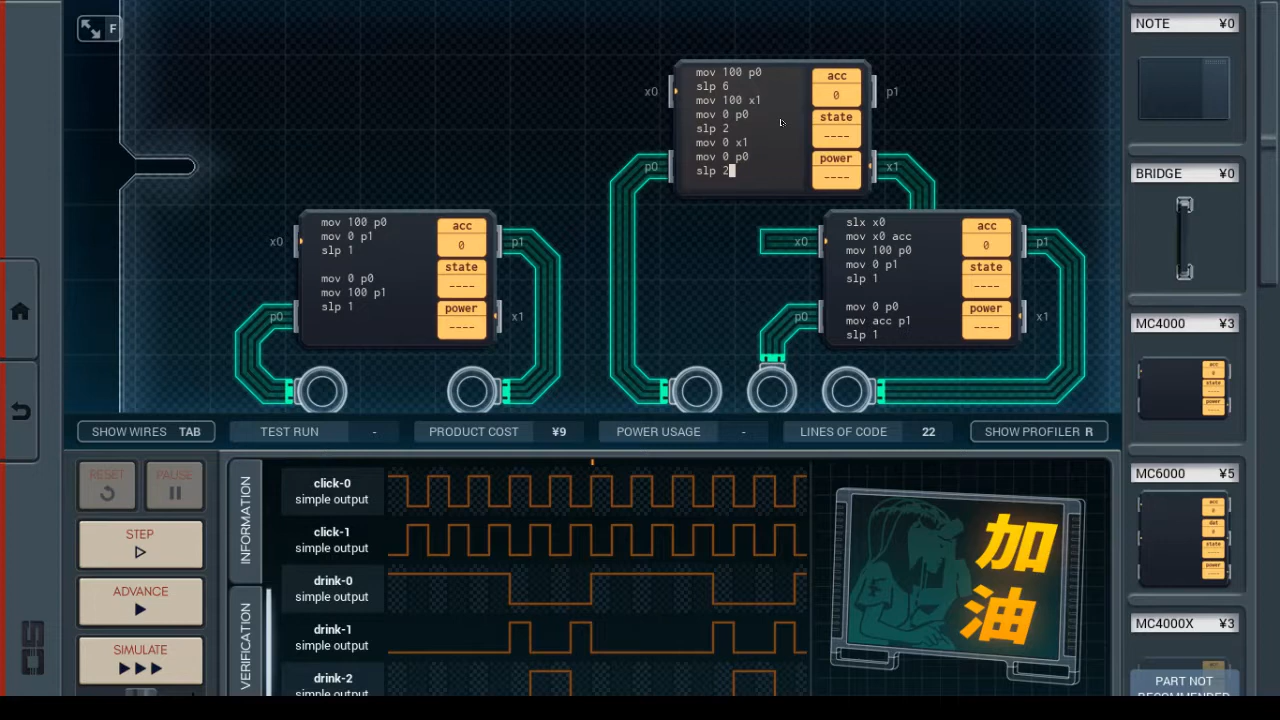 F
NOTE ¥0
BRIDGE ¥0
MC4000 ¥3
acc
state
power
MC6000 ¥5
acc
dat
state
power
MC4000X ¥3
PART NOT
RECOMMENDED
x0
p0
p1
x1
mov 100 p0
slp 6
mov 100 x1
mov 0 p0
slp 2
mov 0 x1
mov 0 p0
slp 2
acc
0
state
----
power
----
x0
p0
p1
x1
mov 100 p0
mov 0 p1
slp 1
mov 0 p0
mov 100 p1
slp 1
acc
0
state
----
power
----
x0
p0
p1
x1
slx x0
mov x0 acc
mov 100 p0
mov 0 p1
slp 1
mov 0 p0
mov acc p1
slp 1
acc
0
state
----
power
----
SHOW WIRES TAB
TEST RUN -
PRODUCT COST ¥9
POWER USAGE -
LINES OF CODE 22
SHOW PROFILER R
RESET
PAUSE
STEP
ADVANCE
SIMULATE
INFORMATION
VERIFICATION
click-0
simple output
click-1
simple output
drink-0
simple output
drink-1
simple output
drink-2
simple output
加
油